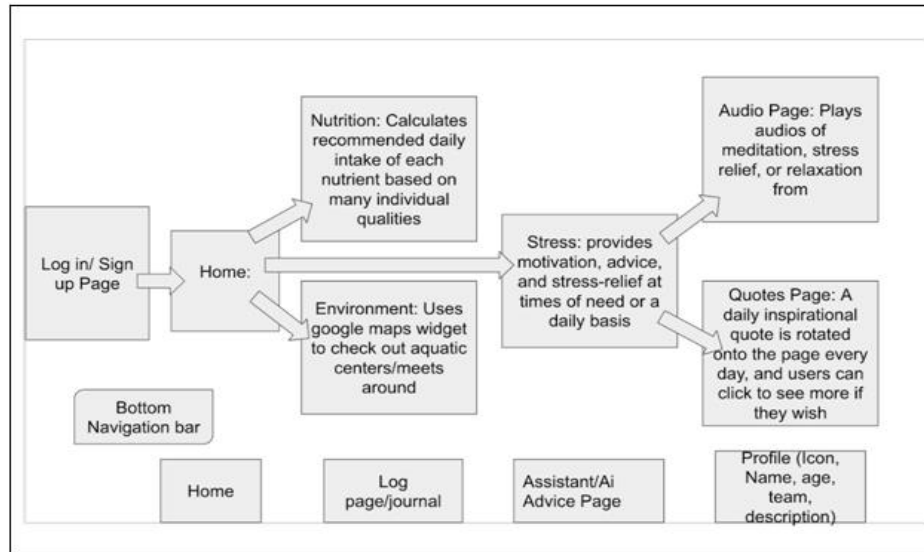 Log in/ Sign
up Page
Home:
Nutrition: Calculates
recommended daily
intake of each
nutrient based on
many individual
qualities
Environment: Uses
google maps widget
to check out aquatic
centers/meets
around
Stress: provides
motivation, advice,
and stress-relief at
times of need or a
daily basis
Audio Page: Plays
audios of
meditation, stress
relief, or relaxation
from
Quotes Page: A
daily inspirational
quote is rotated
onto the page every
day, and users can
click to see more if
they wish
Bottom
Navigation bar
Home
Log
page/journal
Assistant/Ai
Advice Page
Profile (Icon,
Name, age,
team,
description)